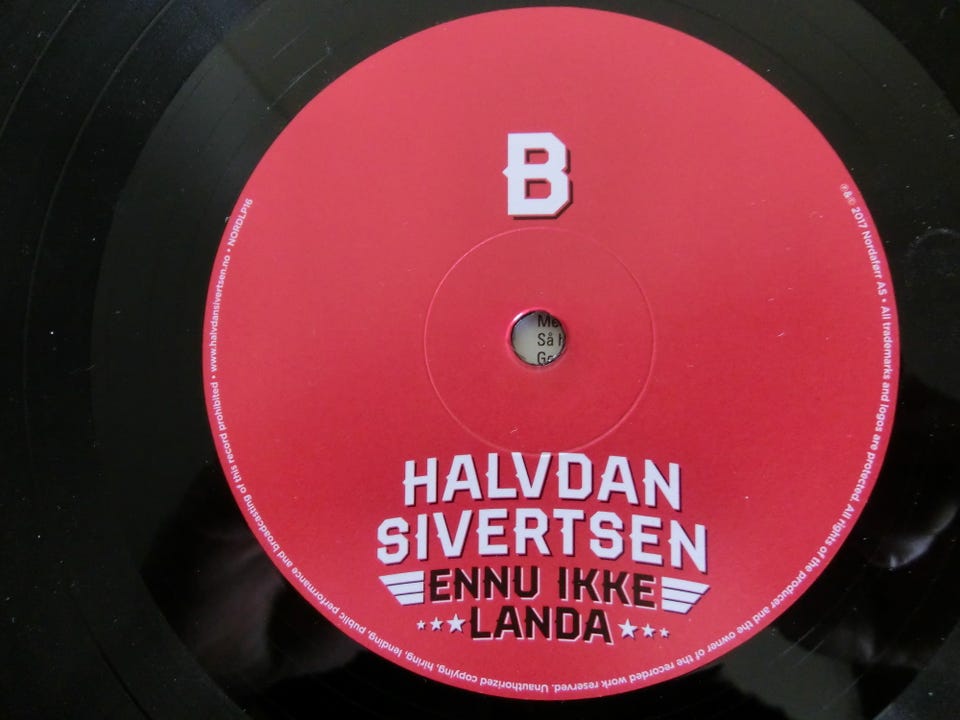 B
Me
Så
HALVDAN
SIVERTSEN
ENNU IKKE
LANDA
℗&© 2017 Nordaførr AS • All trademarks and logos are protected. All rights of the producer and the owner of the recorded work reserved. Unauthorized copying, hiring, lending, public performance and broadcasting of this record prohibited • www.halvdansivertsen.no • NORDLP16